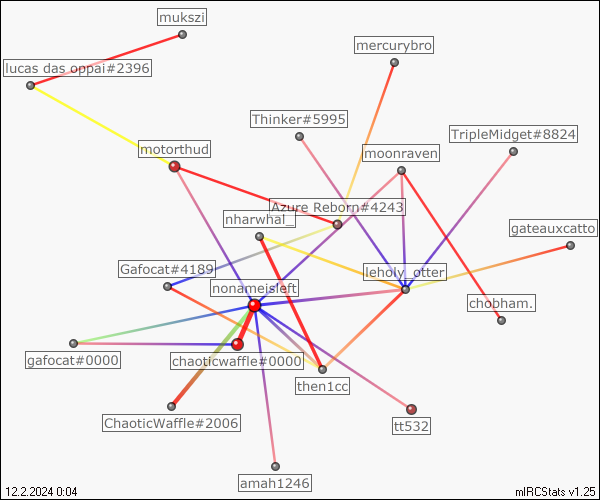 mukszi
mercurybro
lucas das oppai#2396
Thinker#5995
TripleMidget#8824
motorthud
moonraven
Azure Reborn#4243
nharwhal_
gateauxcatto
Gafocat#4189
leholy_otter
nonameisleft
chobham.
gafocat#0000
chaoticwaffle#0000
then1cc
ChaoticWaffle#2006
tt532
amah1246
12.2.2024 0:04
mIRCStats v1.25